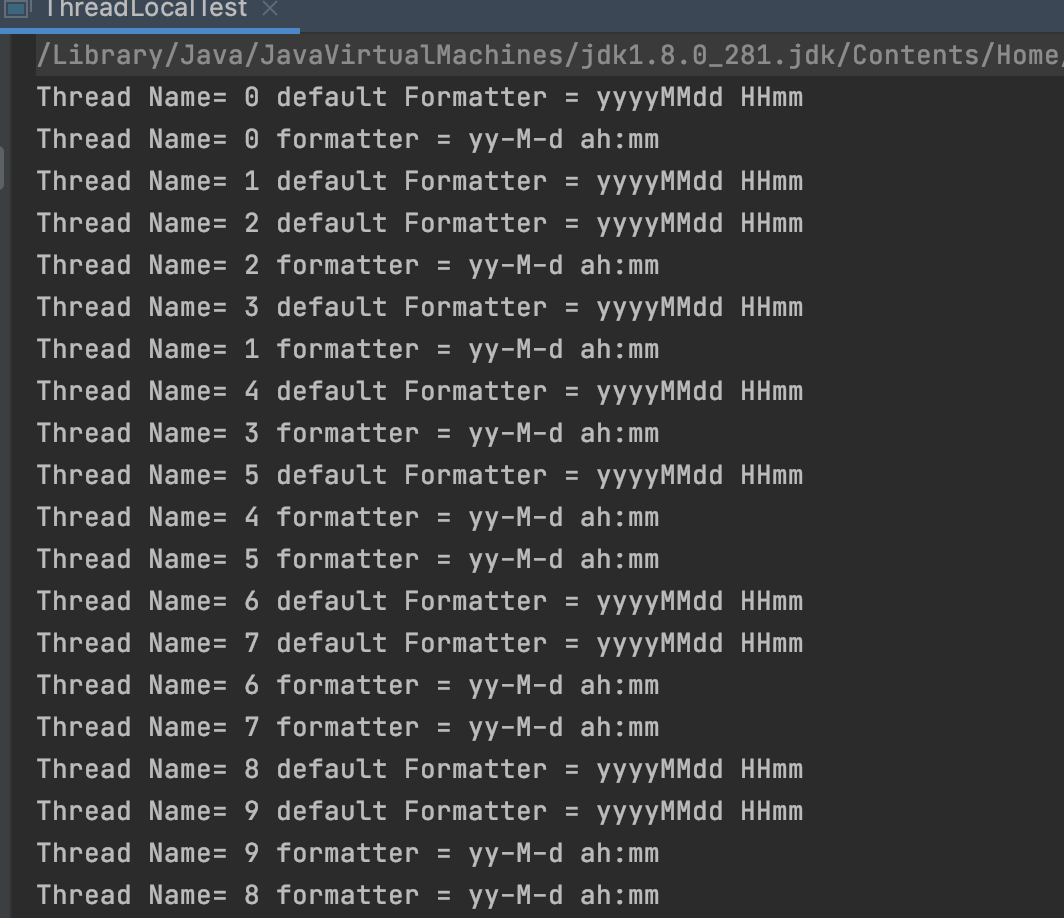 ThreadLocalTest
/Library/Java/JavaVirtualMachines/jdk1.8.0_281.jdk/Contents/Home/
Thread Name= 0 default Formatter = yyyyMMdd HHmm
Thread Name= 0 formatter = yy-M-d ah:mm
Thread Name= 1 default Formatter = yyyyMMdd HHmm
Thread Name= 2 default Formatter = yyyyMMdd HHmm
Thread Name= 2 formatter = yy-M-d ah:mm
Thread Name= 3 default Formatter = yyyyMMdd HHmm
Thread Name= 1 formatter = yy-M-d ah:mm
Thread Name= 4 default Formatter = yyyyMMdd HHmm
Thread Name= 3 formatter = yy-M-d ah:mm
Thread Name= 5 default Formatter = yyyyMMdd HHmm
Thread Name= 4 formatter = yy-M-d ah:mm
Thread Name= 5 formatter = yy-M-d ah:mm
Thread Name= 6 default Formatter = yyyyMMdd HHmm
Thread Name= 7 default Formatter = yyyyMMdd HHmm
Thread Name= 6 formatter = yy-M-d ah:mm
Thread Name= 7 formatter = yy-M-d ah:mm
Thread Name= 8 default Formatter = yyyyMMdd HHmm
Thread Name= 9 default Formatter = yyyyMMdd HHmm
Thread Name= 9 formatter = yy-M-d ah:mm
Thread Name= 8 formatter = yy-M-d ah:mm